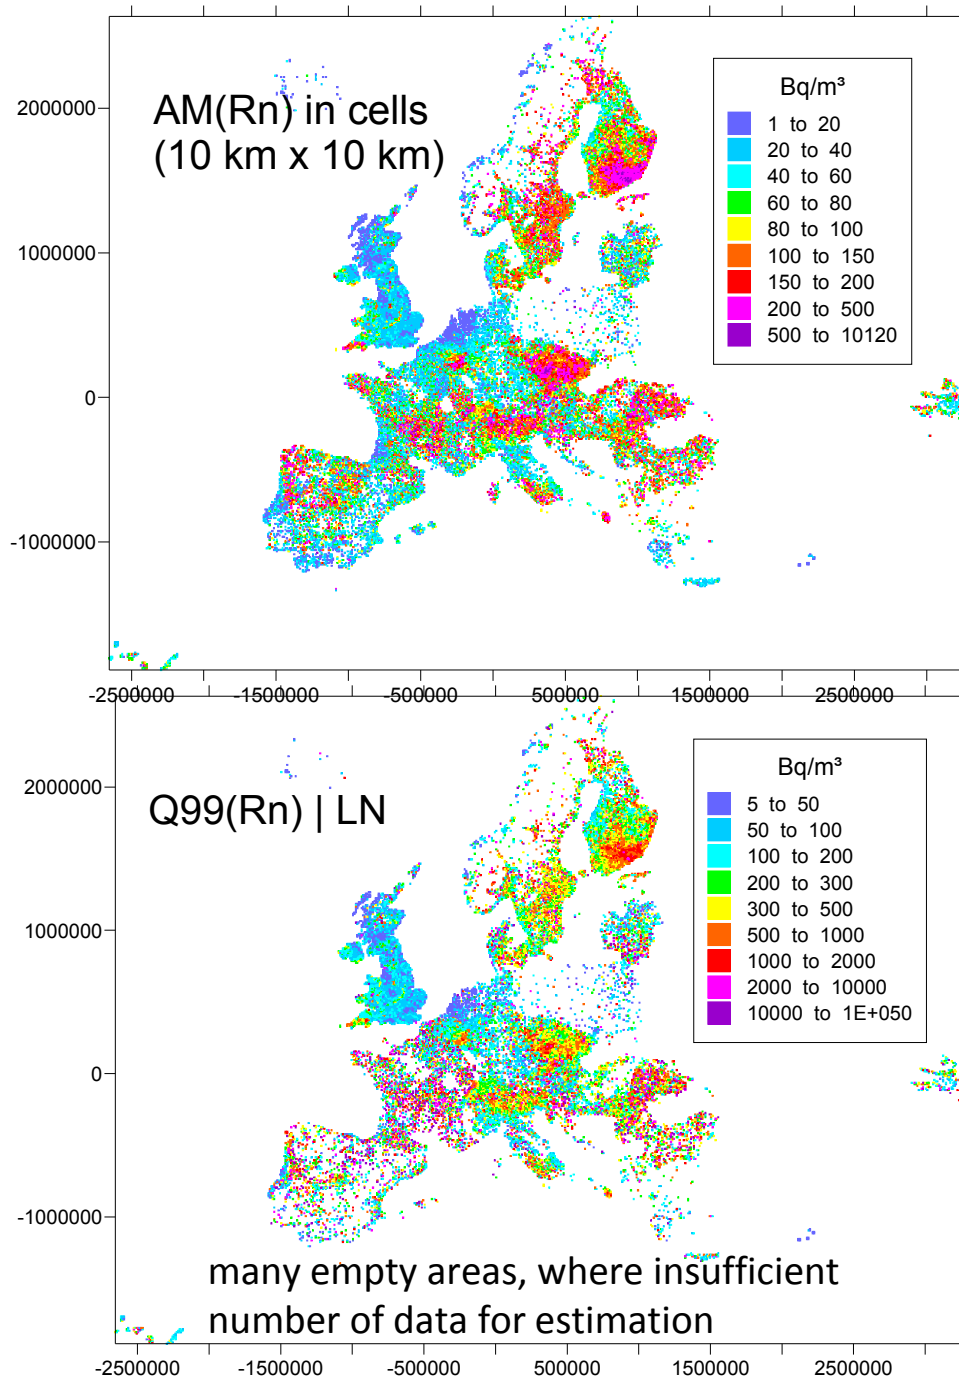 AM(Rn) in cells
(10 km x 10 km)
Bq/m³
1 to 20
20 to 40
40 to 60
60 to 80
80 to 100
100 to 150
150 to 200
200 to 500
500 to 10120
2000000
1000000
0
-1000000
-2500000 -1500000 -500000 500000 1500000 2500000
Q99(Rn) | LN
Bq/m³
5 to 50
50 to 100
100 to 200
200 to 300
300 to 500
500 to 1000
1000 to 2000
2000 to 10000
10000 to 1E+050
2000000
1000000
0
-1000000
many empty areas, where insufficient
number of data for estimation
-2500000 -1500000 -500000 500000 1500000 2500000